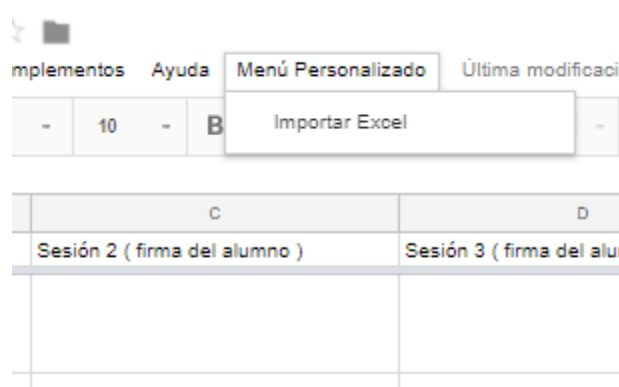 mplementos Ayuda Menú Personalizado Última modificaci
10 B Importar Excel
C D
Sesión 2 ( firma del alumno ) Sesión 3 ( firma del alu